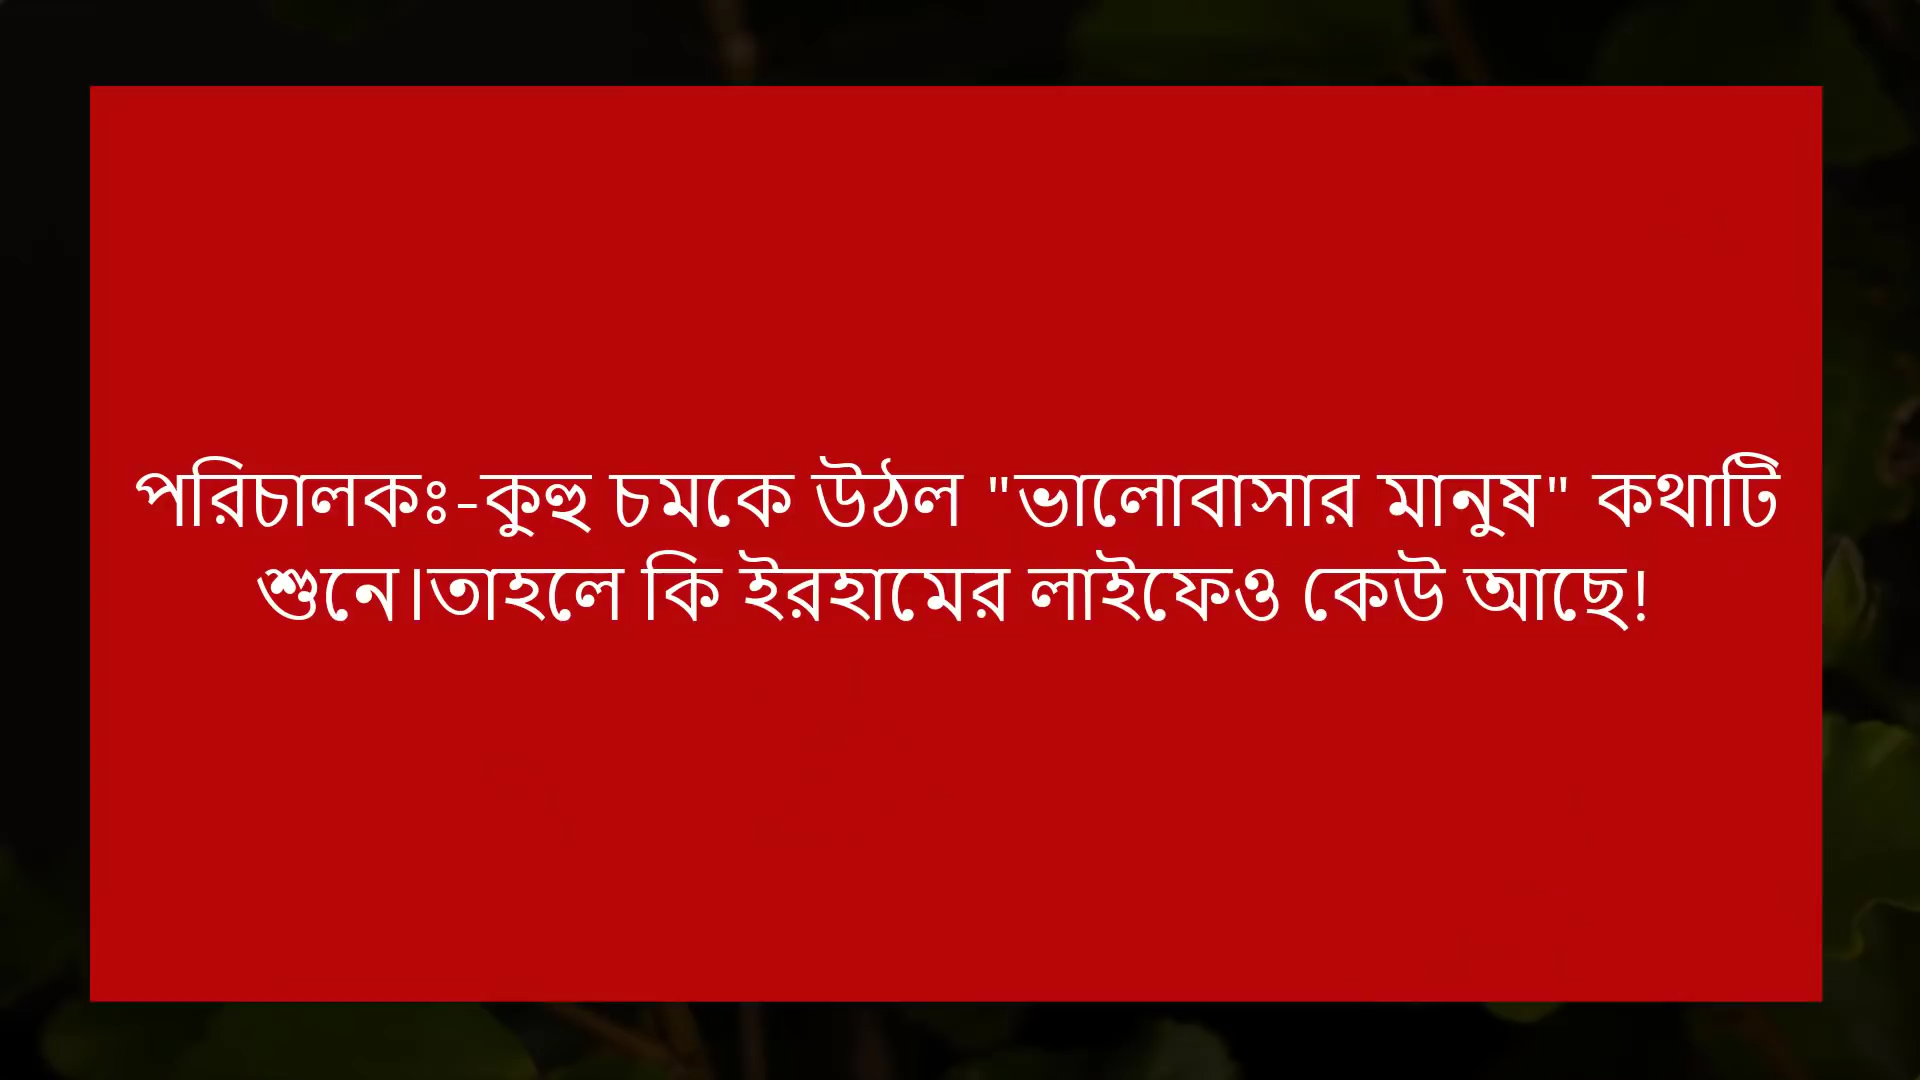 পরিচালকঃ-কুহু চমকে উঠল "ভালোবাসার মানুষ" কথাটি
শুনে।তাহলে কি ইরহামের লাইফেও কেউ আছে!